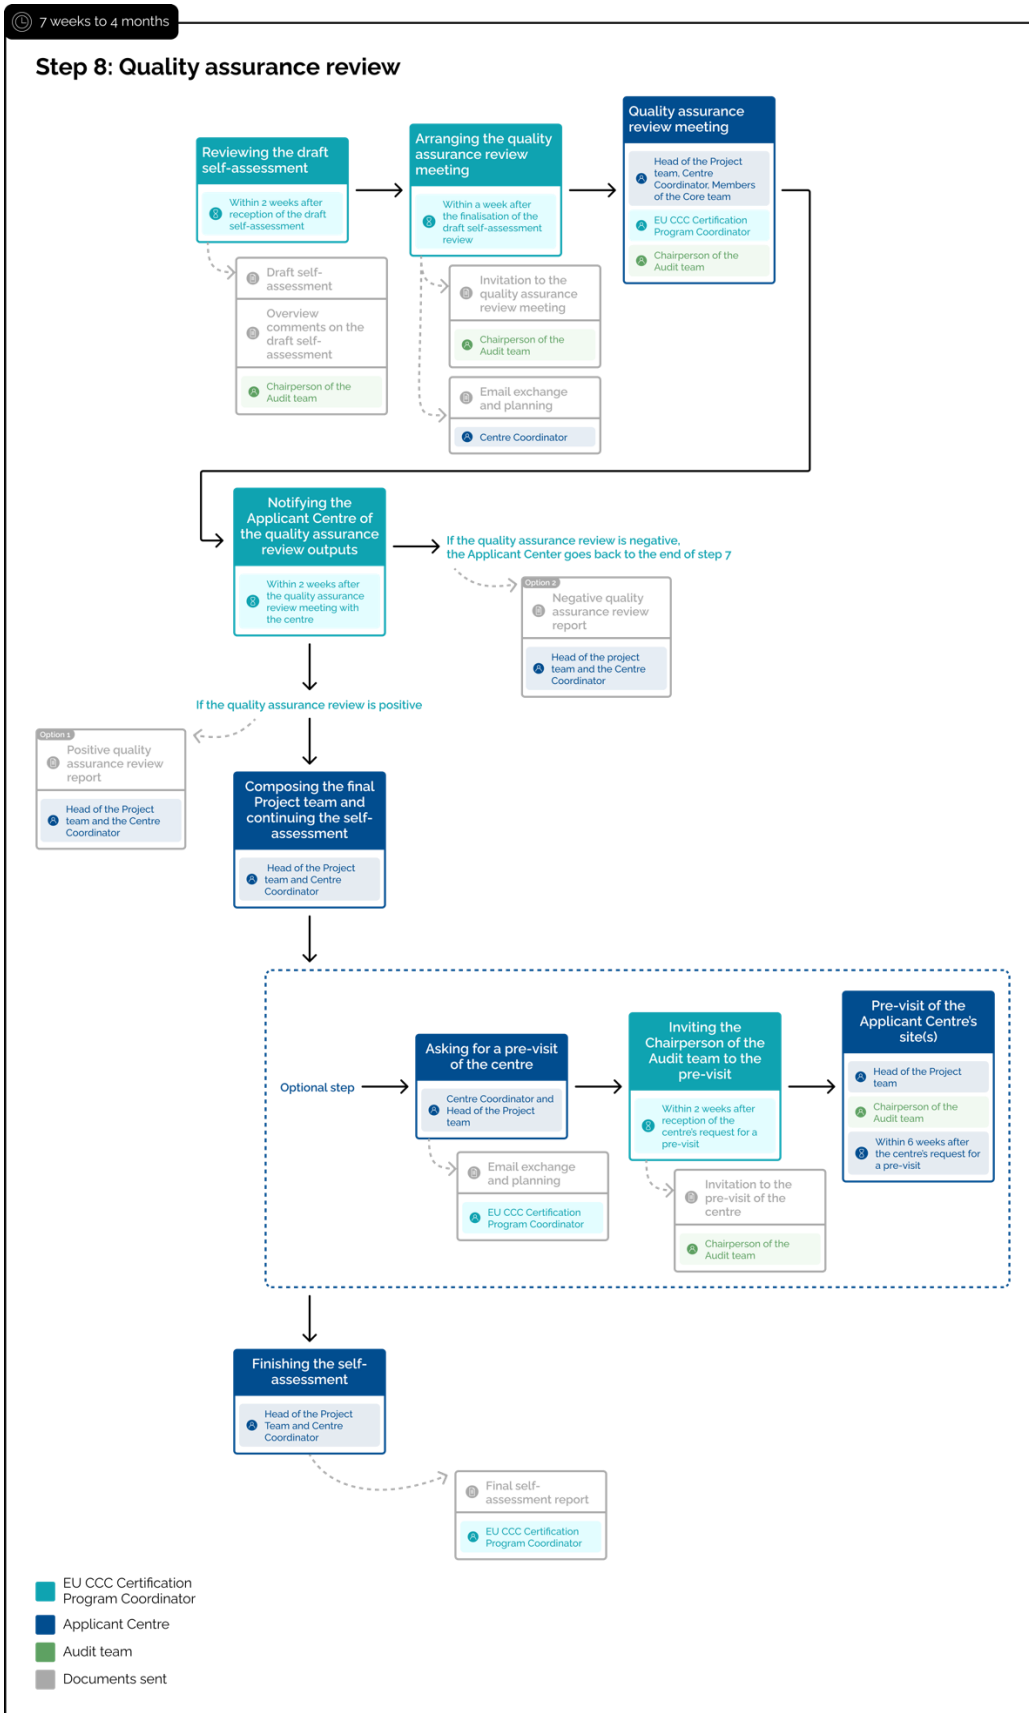 7 weeks to 4 months
Step 8: Quality assurance review
Reviewing the draft
self-assessment
Within 2 weeks after
reception of the draft
self-assessment
Draft self-
assessment
Overview
comments on the
draft self-
assessment
Chairperson of the
Audit team
Arranging the quality
assurance review
meeting
Within a week after
the finalisation of the
draft self-assessment
review
Invitation to the
quality assurance
review meeting
Chairperson of the
Audit team
Email exchange
and planning
Centre Coordinator
Quality assurance
review meeting
Head of the Project
team, Centre
Coordinator, Members
of the Core team
EU CCC Certification
Program Coordinator
Chairperson of the
Audit team
Notifying the
Applicant Centre of
the quality assurance
review outputs
Within 2 weeks after
the quality assurance
review meeting with
the centre
If the quality assurance review is negative,
the Applicant Center goes back to the end of step 7
Option 2
Negative quality
assurance review
report
Head of the project
team and the Centre
Coordinator
If the quality assurance review is positive
Option 1
Positive quality
assurance review
report
Head of the Project
team and the Centre
Coordinator
Composing the final
Project team and
continuing the self-
assessment
Head of the Project
team and Centre
Coordinator
Optional step
Asking for a pre-visit
of the centre
Centre Coordinator and
Head of the Project
team
Email exchange
and planning
EU CCC Certification
Program Coordinator
Inviting the
Chairperson of the
Audit team to the
pre-visit
Within 2 weeks after
reception of the
centre's request for a
pre-visit
Invitation to the
pre-visit of the
centre
Chairperson of the
Audit team
Pre-visit of the
Applicant Centre's
site(s)
Head of the Project
team
Chairperson of the
Audit team
Within 6 weeks after
the centre's request for
a pre-visit
Finishing the self-
assessment
Head of the Project
Team and Centre
Coordinator
Final self-
assessment report
EU CCC Certification
Program Coordinator
EU CCC Certification
Program Coordinator
Applicant Centre
Audit team
Documents sent